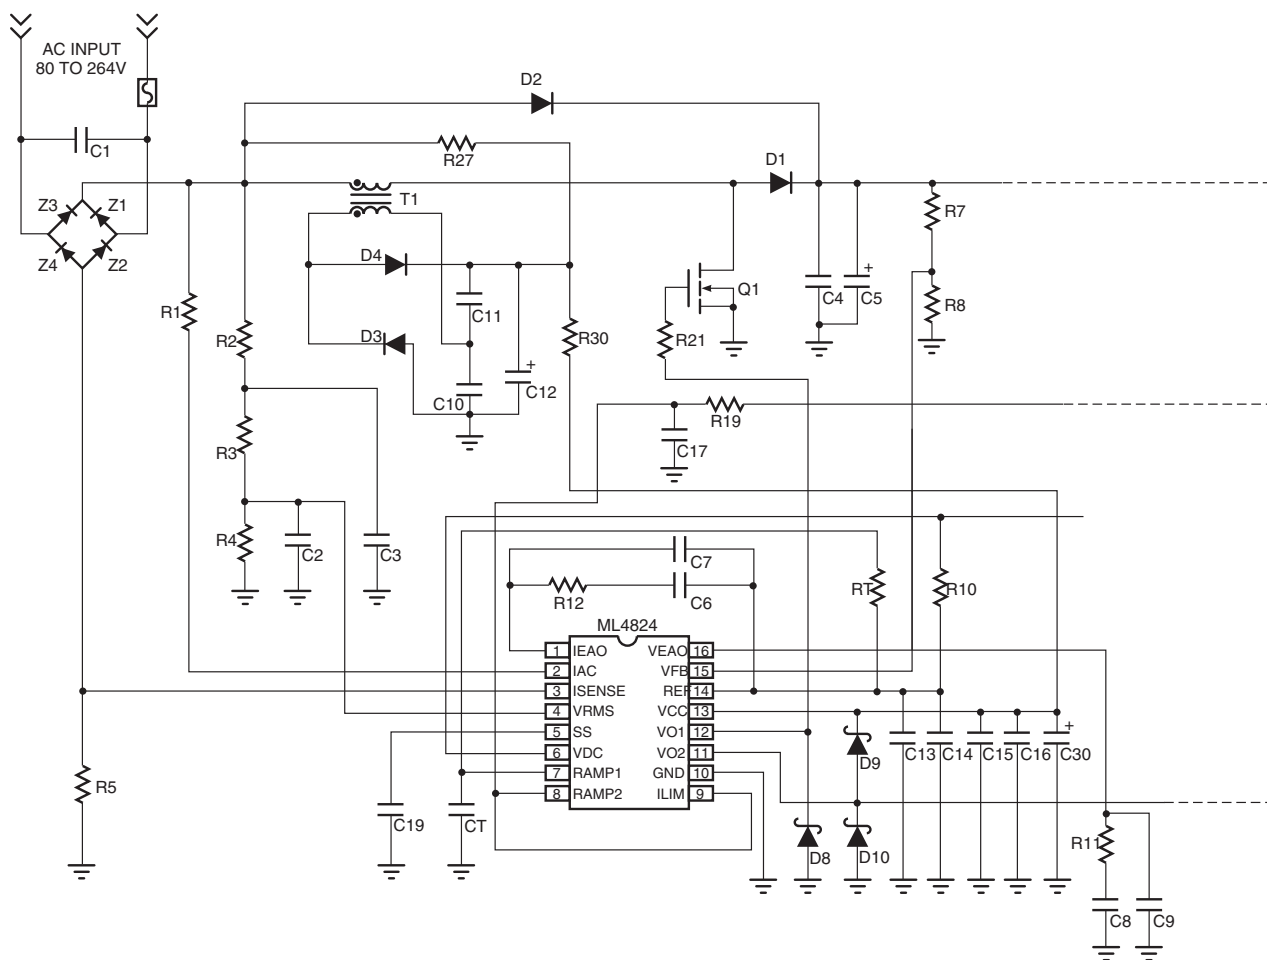 AC INPUT
80 TO 264V
D2
C1
R27
D1
T1
Z3 Z1
Z4 Z2
R7
D4
Q1
C4 C5
R8
R1
C11
R2
D3
R30
R21
+
+
C10
C12
R19
R3
C17
R4
C2
C3
C7
R12
C6
RT
R10
ML4824
1 IEAO VEAO 16
2 IAC VFB 15
3 ISENSE REF 14
4 VRMS VCC 13
5 SS VO1 12
6 VDC VO2 11
7 RAMP1 GND 10
8 RAMP2 ILIM 9
+
D9
C13 C14 C15 C16 C30
R5
C19
CT
D8
D10
R11
C8
C9